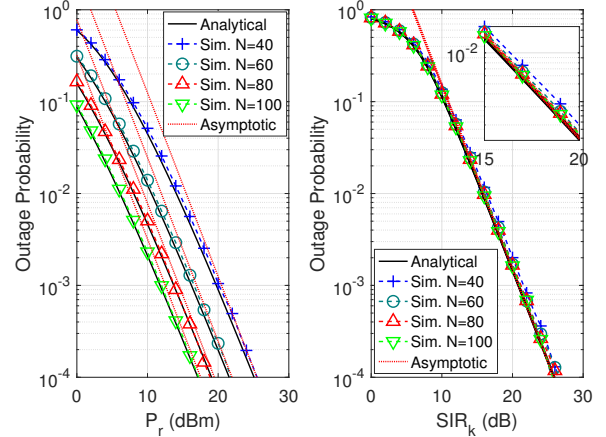 Outage Probability
10^0
10^-1
10^-2
10^-3
10^-4
0
10
20
30
P_r (dBm)
Analytical
Sim. N=40
Sim. N=60
Sim. N=80
Sim. N=100
Asymptotic
Outage Probability
10^0
10^-1
10^-2
10^-3
10^-4
0
10
20
30
SIR_k (dB)
10^-2
15
20
Analytical
Sim. N=40
Sim. N=60
Sim. N=80
Sim. N=100
Asymptotic